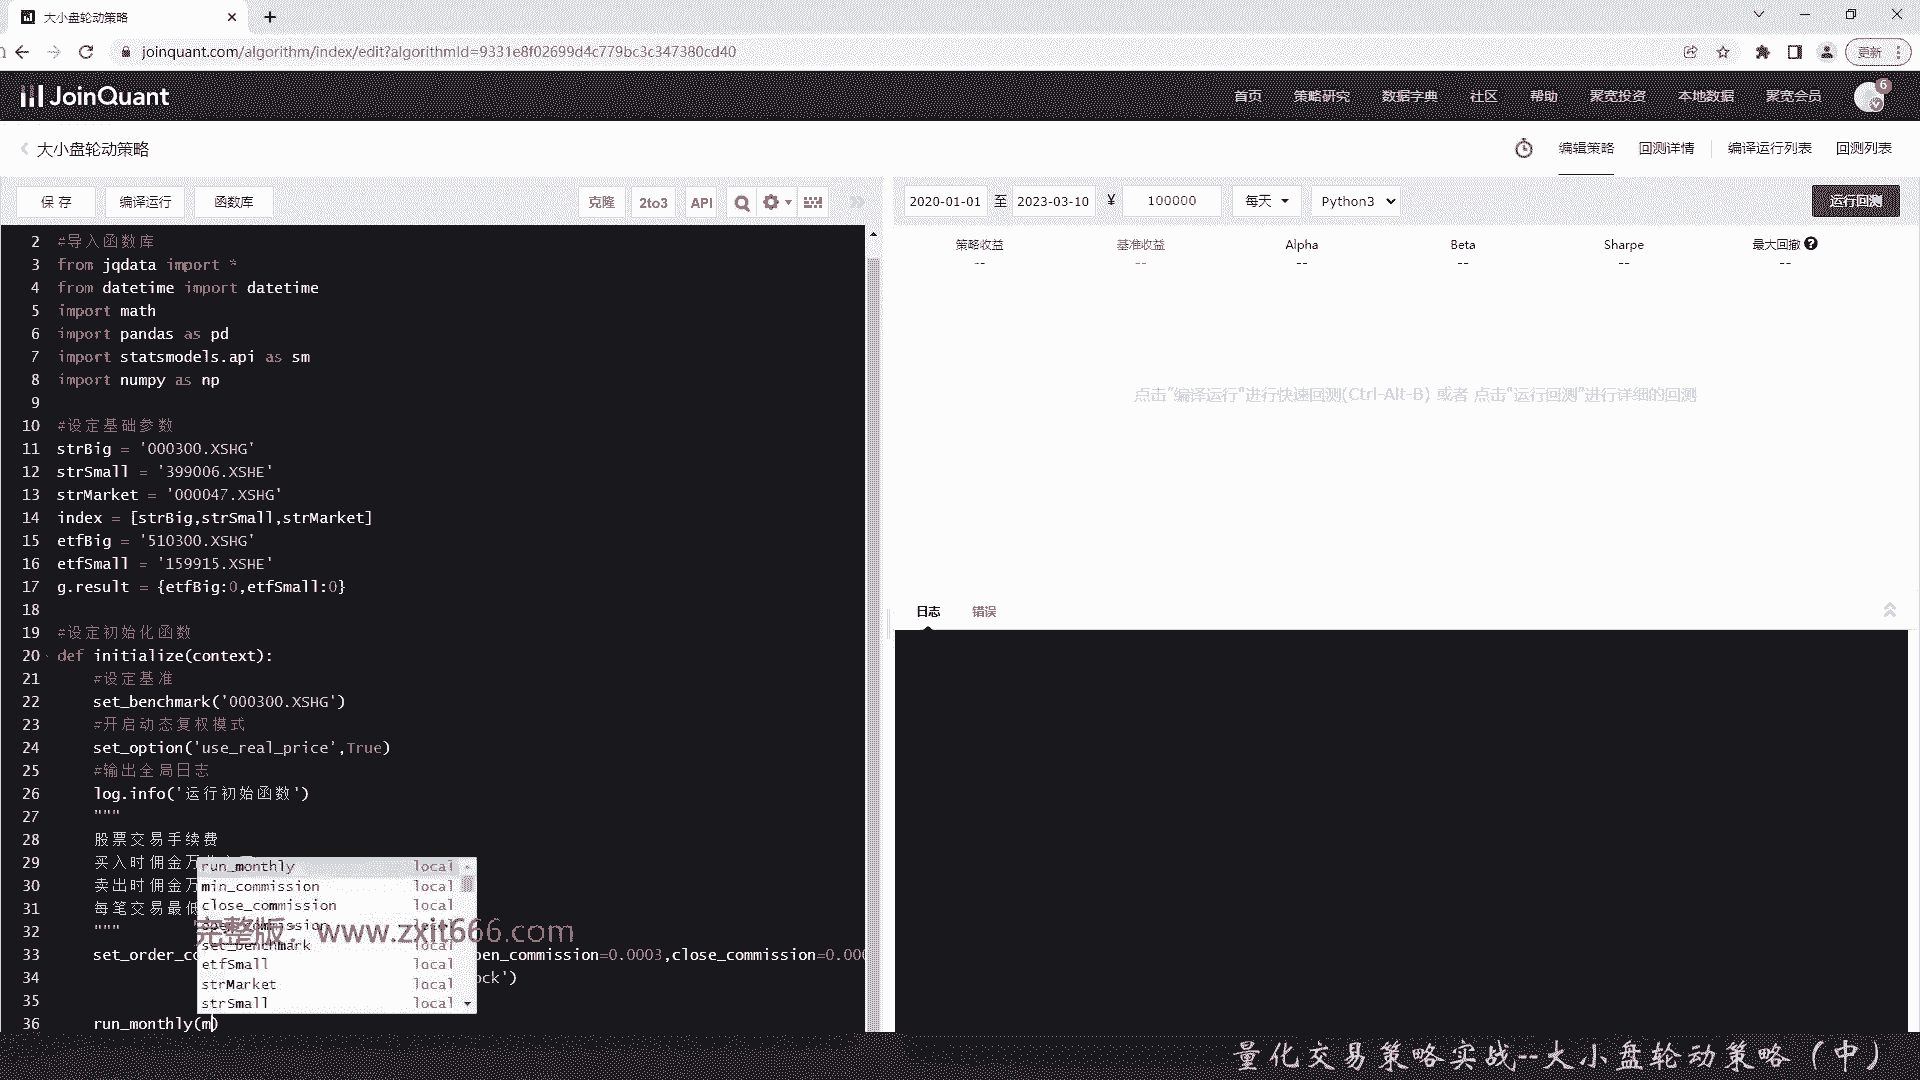 大小盘轮动策略
joinquant.com/algorithm/index/edit?algorithmId=9331e8f02699d4c779bc3c347380cd40
更新
JoinQuant
首页 策略研究 数据字典 社区 帮助 聚宽投资 本地数据 聚宽会员
6
大小盘轮动策略
编辑策略 回测详情 编译运行列表 回测列表
保存 编译运行 函数库 克隆 2to3 API
2020-01-01 至 2023-03-10 ¥ 100000 每天 Python3 运行回测
策略收益 基准收益 Alpha Beta Sharpe 最大回撤
-- -- -- -- -- --
点击"编译运行"进行快速回测(Ctrl-Alt-B) 或者 点击"运行回测"进行详细的回测
日志 错误
2 #导入函数库
3 from jqdata import *
4 from datetime import datetime
5 import math
6 import pandas as pd
7 import statsmodels.api as sm
8 import numpy as np
9
10 #设定基础参数
11 strBig = '000300.XSHG'
12 strSmall = '399006.XSHE'
13 strMarket = '000047.XSHG'
14 index = [strBig,strSmall,strMarket]
15 etfBig = '510300.XSHG'
16 etfSmall = '159915.XSHE'
17 g.result = {etfBig:0,etfSmall:0}
18
19 #设定初始化函数
20 def initialize(context):
21 #设定基准
22 set_benchmark('000300.XSHG')
23 #开启动态复权模式
24 set_option('use_real_price',True)
25 #输出全局日志
26 log.info('运行初始函数')
27 """
28 股票交易手续费
29 买入时佣金万
30 卖出时佣金万
31 每笔交易最低
32 """
33 set_order_co pen_commission=0.0003,close_commission=0.000
34 ock')
35
36 run_monthly(m)
run_monthly local
min_commission local
close_commission local
local
set_benchmark local
etfSmall local
strMarket local
strSmall local
完整版：www.zxit666.com
量化交易策略实战--大小盘轮动策略（中）